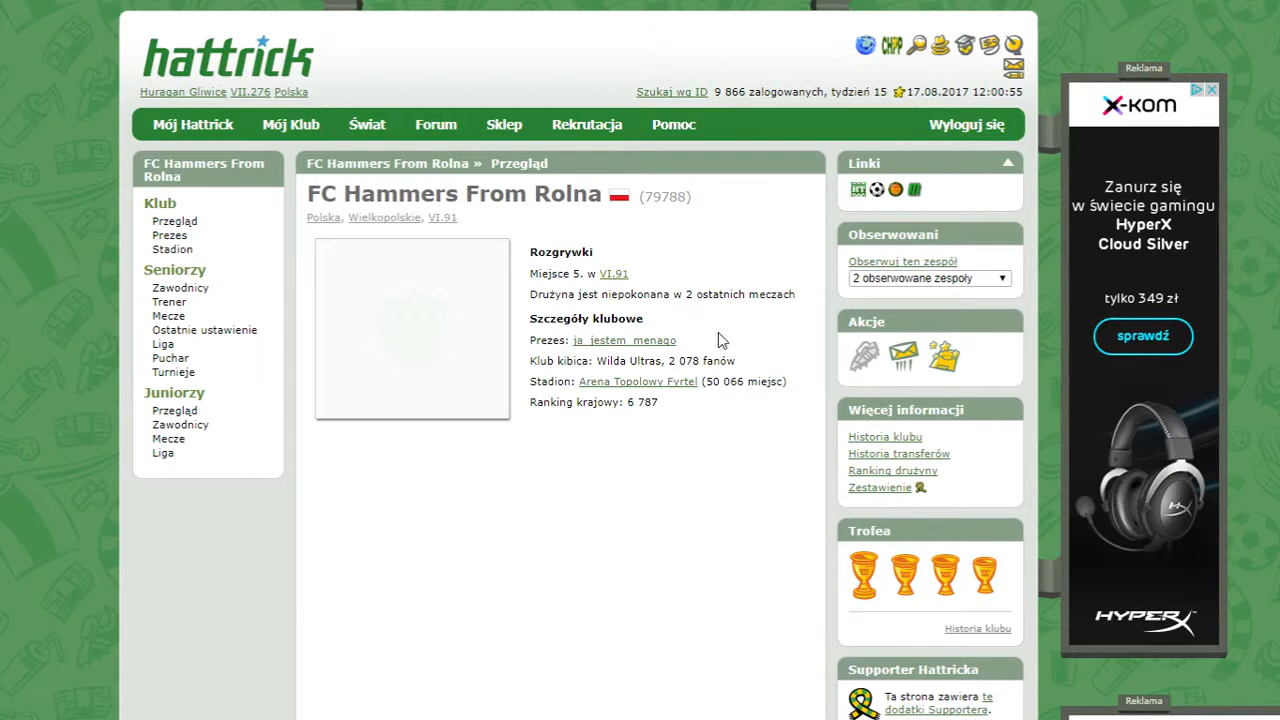 hattrick
CHPP
Huragan Gliwice VII.276 Polska
Szukaj wg ID 9 866 zalogowanych, tydzień 15 17.08.2017 12:00:55
Mój Hattrick Mój Klub Świat Forum Sklep Rekrutacja Pomoc Wyloguj się
FC Hammers From
Rolna
Klub
Przegląd
Prezes
Stadion
Seniorzy
Zawodnicy
Trener
Mecze
Ostatnie ustawienie
Liga
Puchar
Turnieje
Juniorzy
Przegląd
Zawodnicy
Mecze
Liga
FC Hammers From Rolna » Przegląd
FC Hammers From Rolna (79788)
Polska, Wielkopolskie, VI.91
Rozgrywki
Miejsce 5. w VI.91
Drużyna jest niepokonana w 2 ostatnich meczach
Szczegóły klubowe
Prezes: ja_jestem_menago
Klub kibica: Wilda Ultras, 2 078 fanów
Stadion: Arena Topolowy Fyrtel (50 066 miejsc)
Ranking krajowy: 6 787
Linki
Obserwowani
Obserwuj ten zespół
2 obserwowane zespoły
Akcje
Więcej informacji
Historia klubu
Historia transferów
Ranking drużyny
Zestawienie
Trofea
Historia klubu
Supporter Hattricka
Ta strona zawiera te
dodatki Supportera.
Reklama
X-KOM
Zanurz się
w świecie gamingu
HyperX
Cloud Silver
tylko 349 zł
sprawdź
HYPERX
Reklama